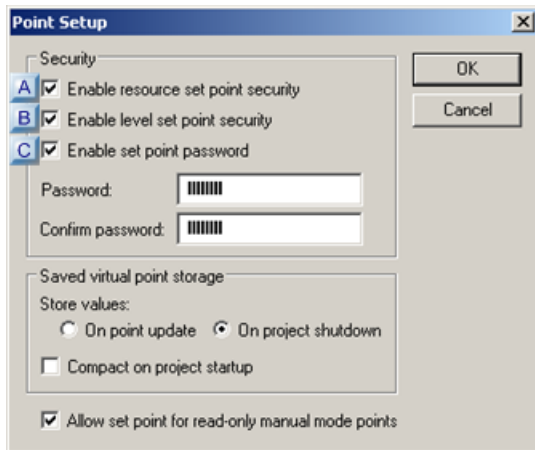 Point Setup
Security
A Enable resource set point security
B Enable level set point security
C Enable set point password
Password:
Confirm password:
OK
Cancel
Saved virtual point storage
Store values:
On point update On project shutdown
Compact on project startup
Allow set point for read-only manual mode points